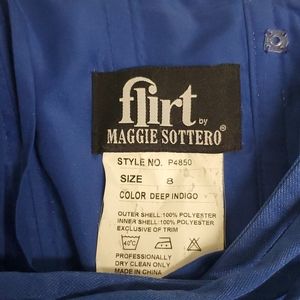 flirt
by
MAGGIE SOTTERO®
STYLE NO. P4850
SIZE 8
COLOR DEEP INDIGO
OUTER SHELL:100% POLYESTER
INNER SHELL:100% POLYESTER
EXCLUSIVE OF TRIM
40°C
PROFESSIONALLY
DRY CLEAN ONLY
MADE IN CHINA